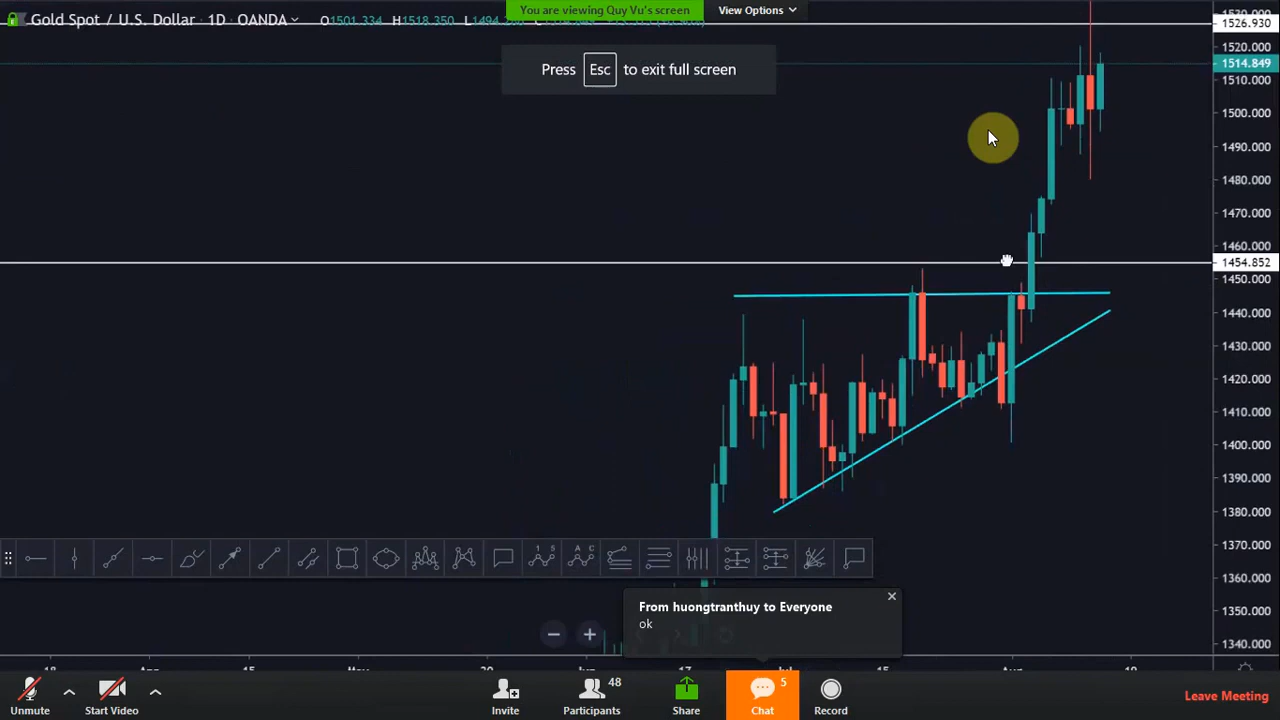 You are viewing Quy Vu's screen
View Options
Gold Spot / U.S. Dollar · 1D · OANDA
O1501.334 H1518.350
Press Esc to exit full screen
1526.930
1520.000
1514.849
1510.000
1500.000
1490.000
1480.000
1470.000
1460.000
1454.852
1450.000
1440.000
1430.000
1420.000
1410.000
1400.000
1390.000
1380.000
1370.000
1360.000
1350.000
1340.000
From huongtranthuy to Everyone
ok
Unmute
Start Video
Invite
Participants
48
Share
Chat
5
Record
Leave Meeting